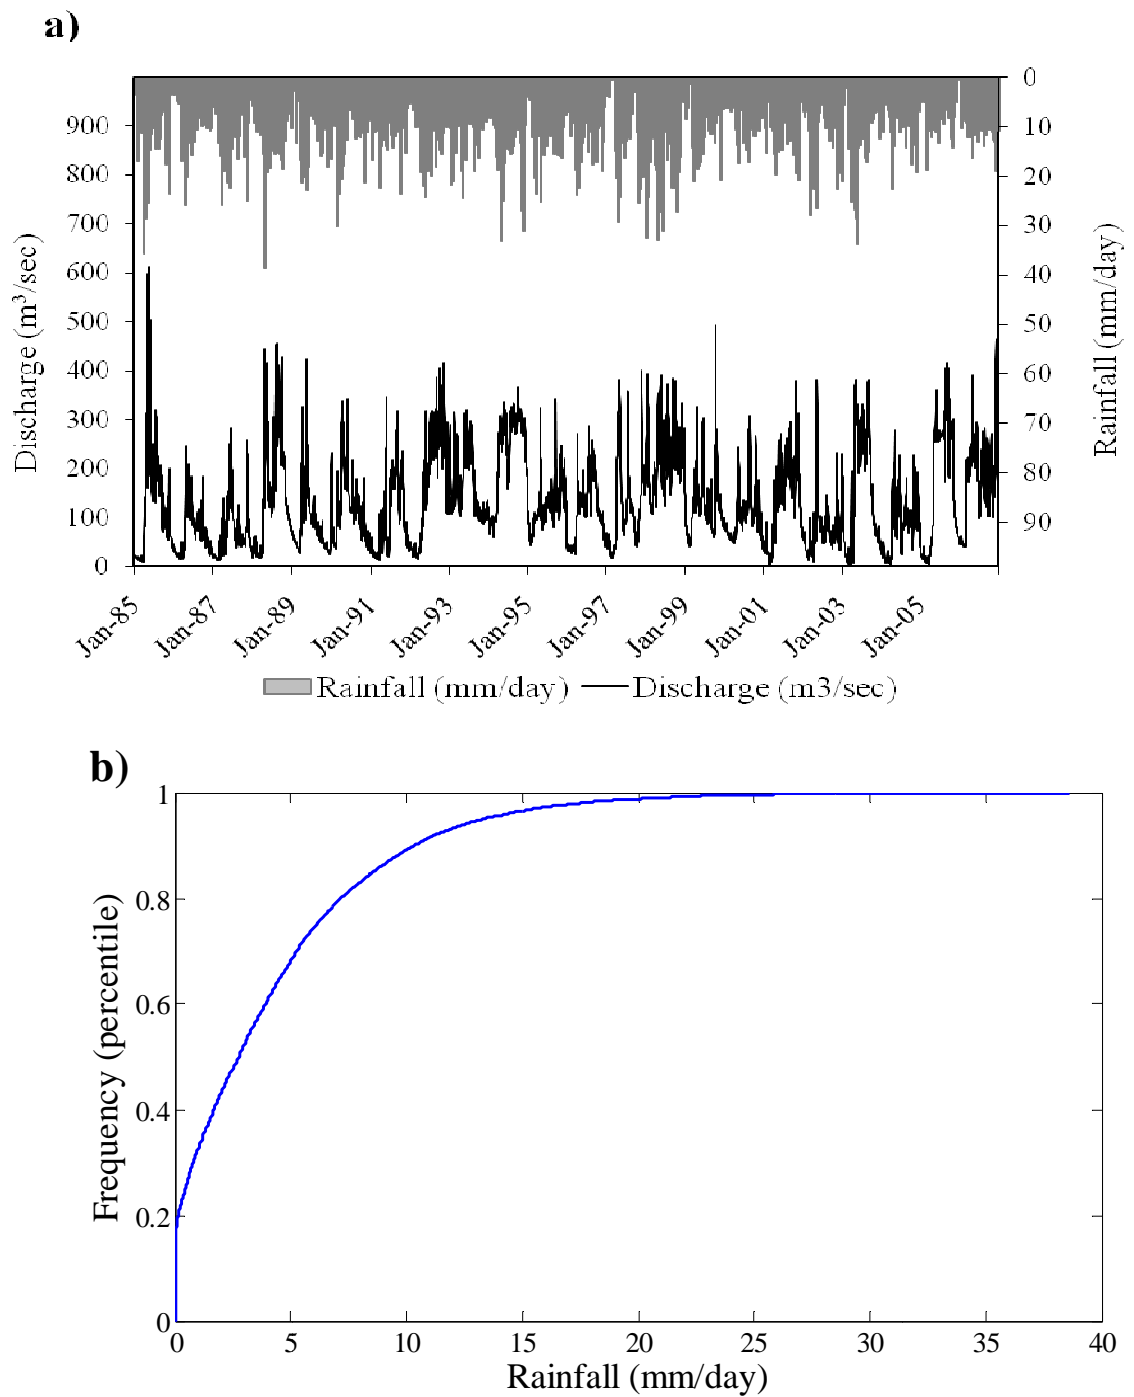 a)
0
900
10
800
20
700
30
600
40
500
50
400
60
300
70
200
80
100
90
0
Discharge (m³/sec)
Rainfall (mm/day)
Jan-85
Jan-87
Jan-89
Jan-91
Jan-93
Jan-95
Jan-97
Jan-99
Jan-01
Jan-03
Jan-05
Rainfall (mm/day)
Discharge (m3/sec)
b)
1
0.8
0.6
0.4
0.2
0
Frequency (percentile)
0 5 10 15 20 25 30 35 40
Rainfall (mm/day)